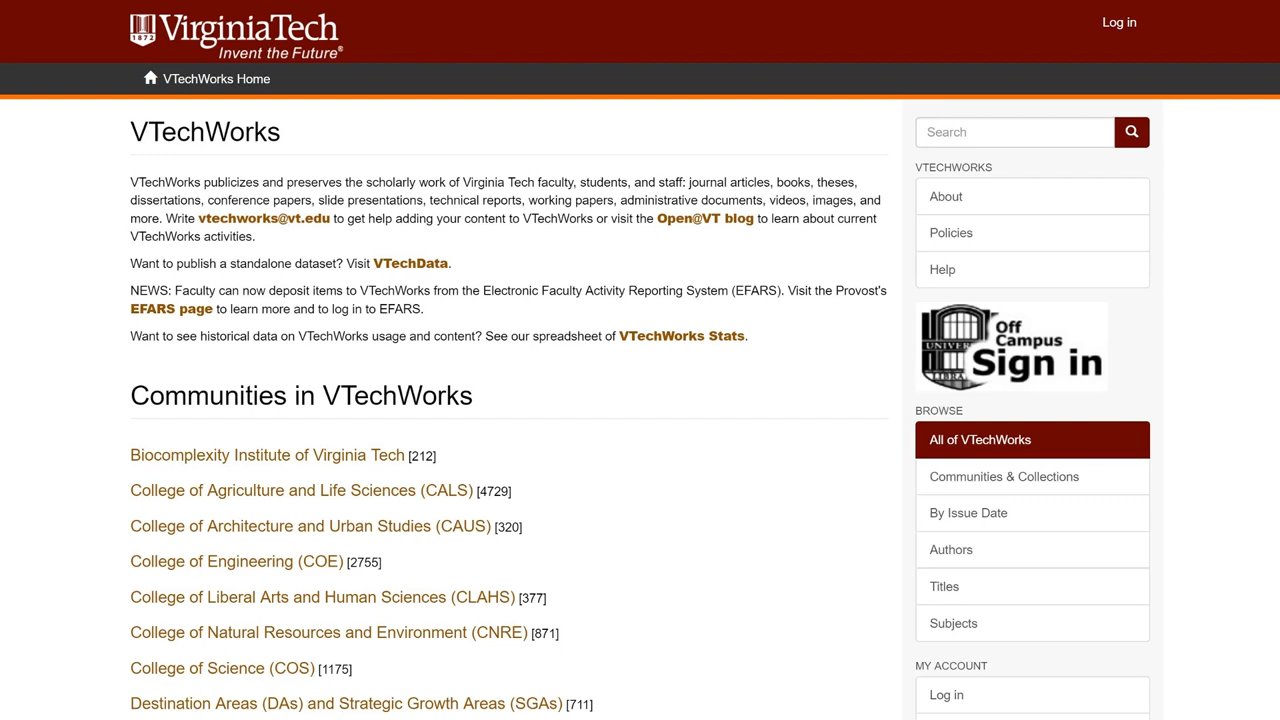 1872
VirginiaTech
Invent the Future®
Log in
VTechWorks Home
VTechWorks
VTechWorks publicizes and preserves the scholarly work of Virginia Tech faculty, students, and staff: journal articles, books, theses,
dissertations, conference papers, slide presentations, technical reports, working papers, administrative documents, videos, images, and
more. Write vtechworks@vt.edu to get help adding your content to VTechWorks or visit the Open@VT blog to learn about current
VTechWorks activities.
Want to publish a standalone dataset? Visit VTechData.
NEWS: Faculty can now deposit items to VTechWorks from the Electronic Faculty Activity Reporting System (EFARS). Visit the Provost's
EFARS page to learn more and to log in to EFARS.
Want to see historical data on VTechWorks usage and content? See our spreadsheet of VTechWorks Stats.
Communities in VTechWorks
Biocomplexity Institute of Virginia Tech [212]
College of Agriculture and Life Sciences (CALS) [4729]
College of Architecture and Urban Studies (CAUS) [320]
College of Engineering (COE) [2755]
College of Liberal Arts and Human Sciences (CLAHS) [377]
College of Natural Resources and Environment (CNRE) [871]
College of Science (COS) [1175]
Destination Areas (DAs) and Strategic Growth Areas (SGAs) [711]
Search
VTECHWORKS
About
Policies
Help
Off
Campus
Sign in
BROWSE
All of VTechWorks
Communities & Collections
By Issue Date
Authors
Titles
Subjects
MY ACCOUNT
Log in